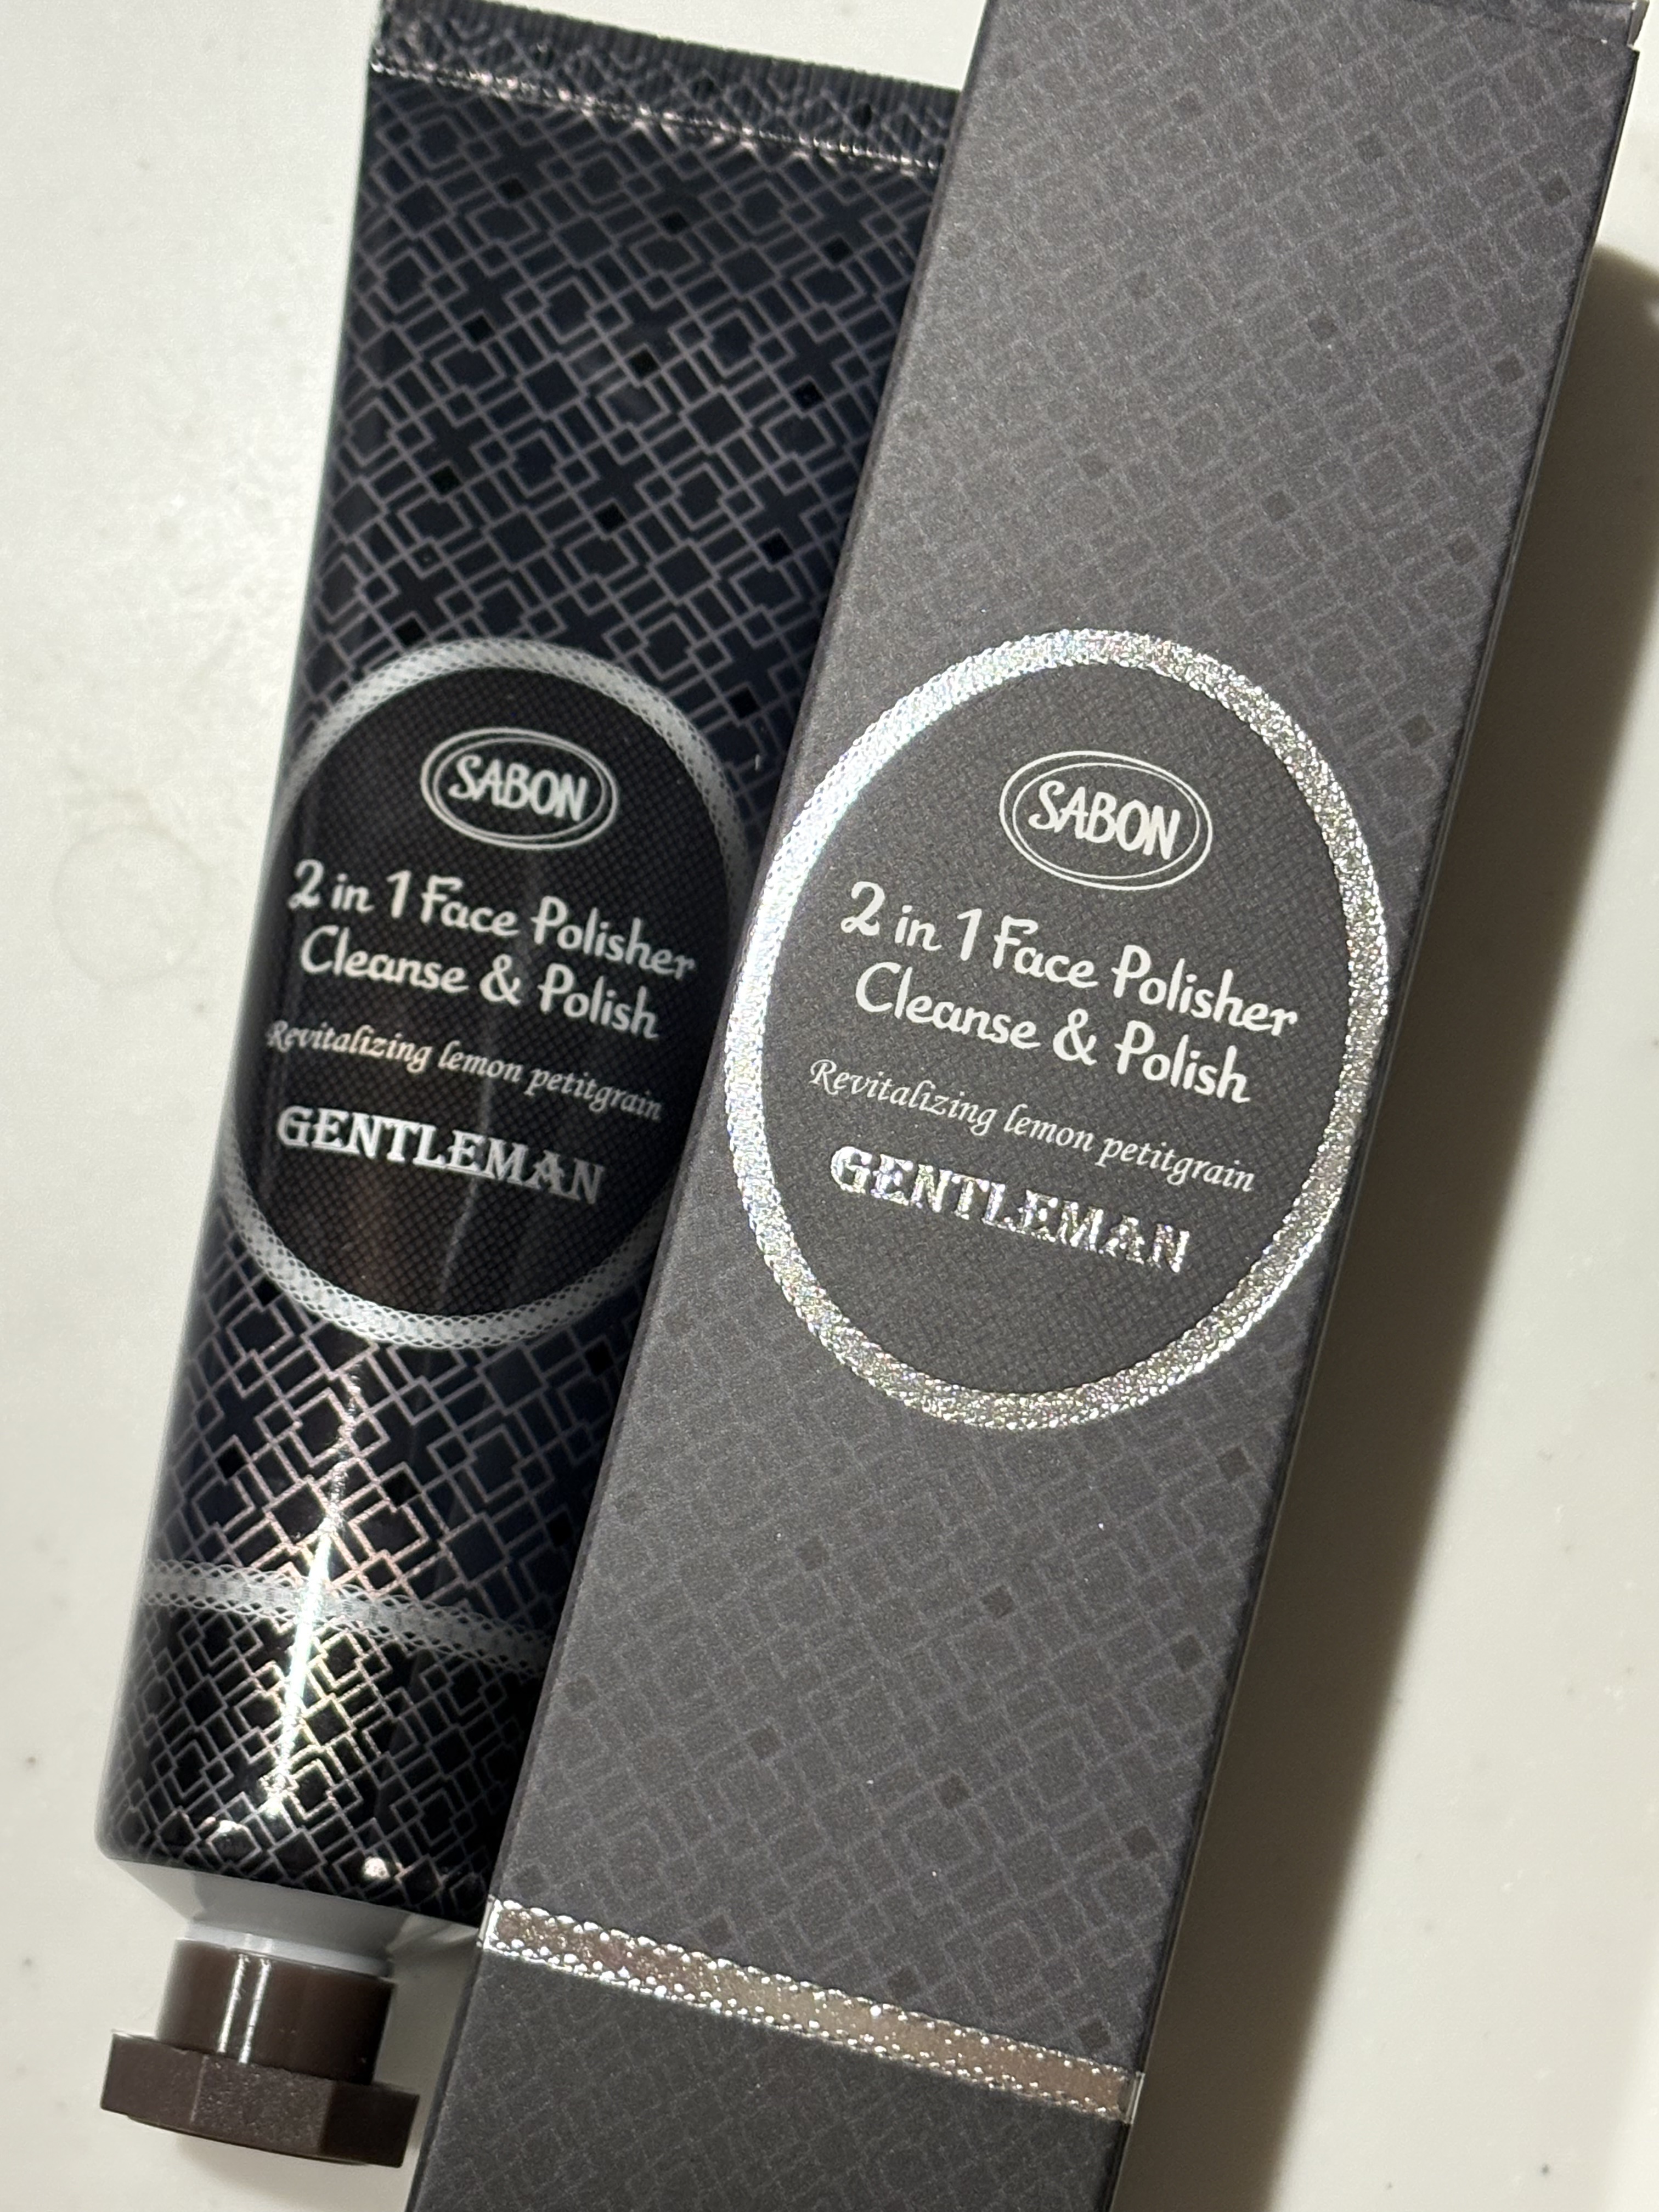 SABON
2 in 1 Face Polisher
Cleanse & Polish
Revitalizing lemon petitgrain
GENTLEMAN
SABON
2 in 1 Face Polisher
Cleanse & Polish
Revitalizing lemon petitgrain
GENTLEMAN